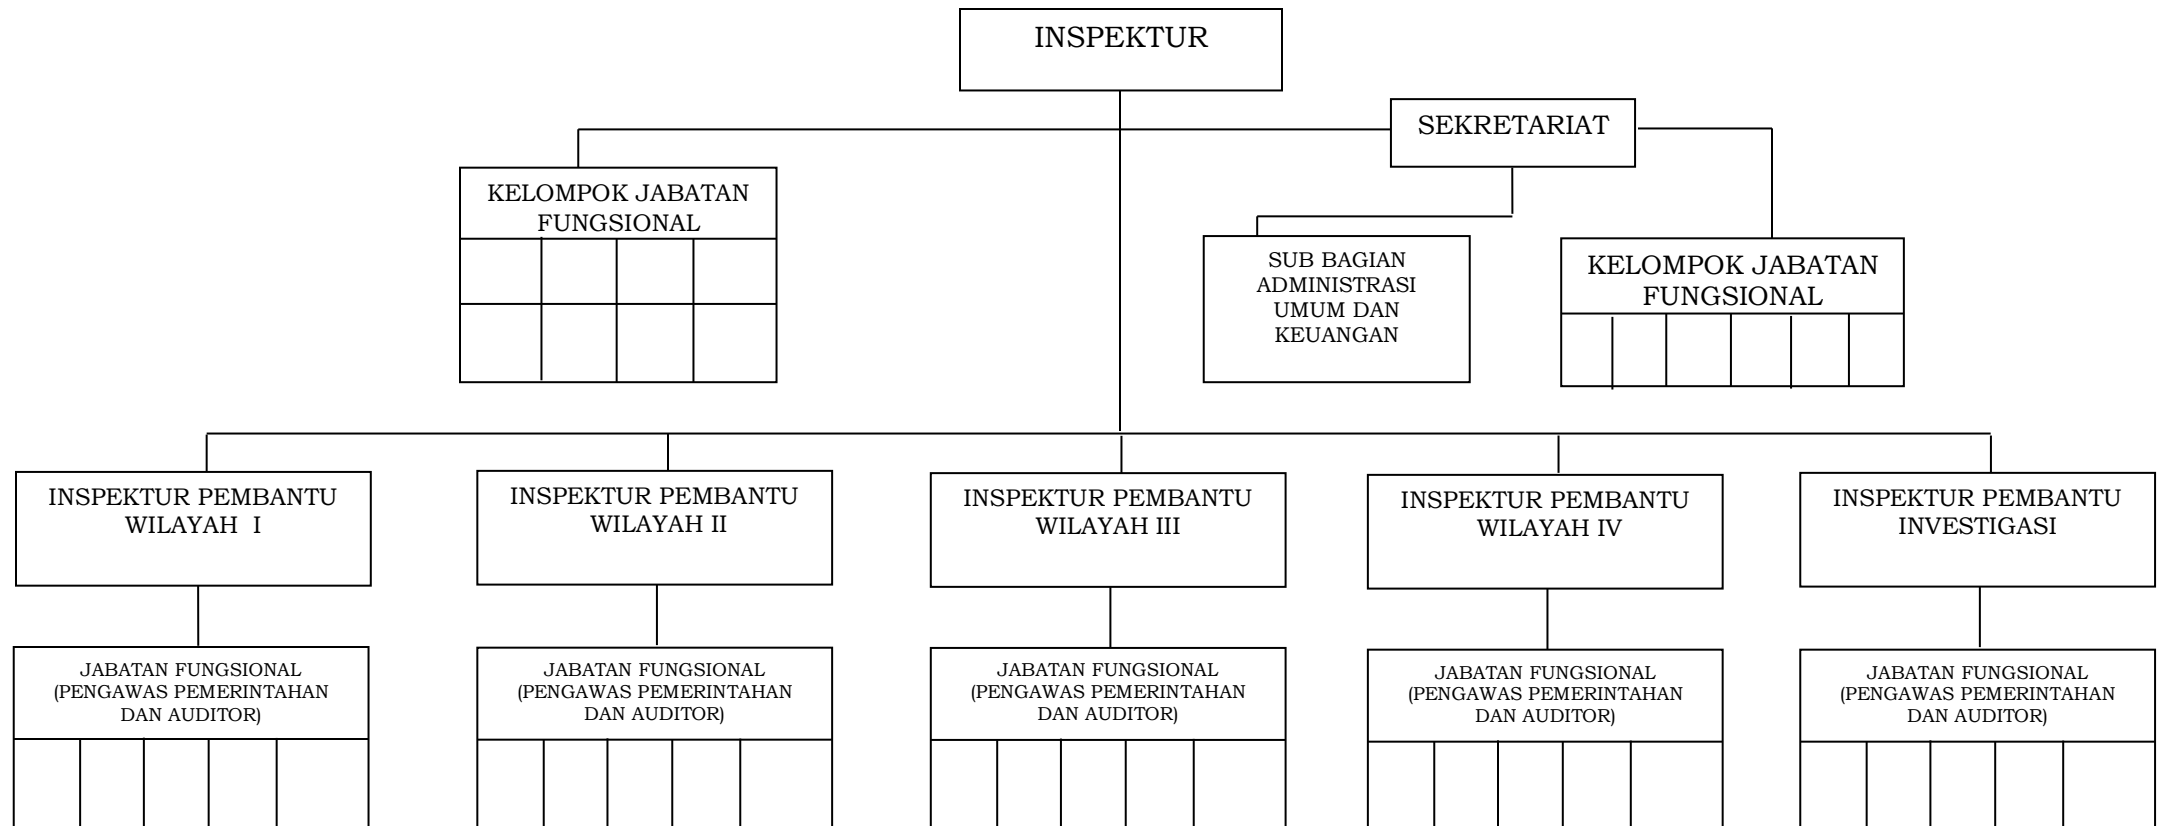 INSPEKTUR
SEKRETARIAT
KELOMPOK JABATAN
FUNGSIONAL
SUB BAGIAN
ADMINISTRASI
UMUM DAN
KEUANGAN
KELOMPOK JABATAN
FUNGSIONAL
INSPEKTUR PEMBANTU
WILAYAH  I
INSPEKTUR PEMBANTU
WILAYAH II
INSPEKTUR PEMBANTU
WILAYAH III
INSPEKTUR PEMBANTU
WILAYAH IV
INSPEKTUR PEMBANTU
INVESTIGASI
JABATAN FUNGSIONAL
(PENGAWAS PEMERINTAHAN
DAN AUDITOR)
JABATAN FUNGSIONAL
(PENGAWAS PEMERINTAHAN
DAN AUDITOR)
JABATAN FUNGSIONAL
(PENGAWAS PEMERINTAHAN
DAN AUDITOR)
JABATAN FUNGSIONAL
(PENGAWAS PEMERINTAHAN
DAN AUDITOR)
JABATAN FUNGSIONAL
(PENGAWAS PEMERINTAHAN
DAN AUDITOR)